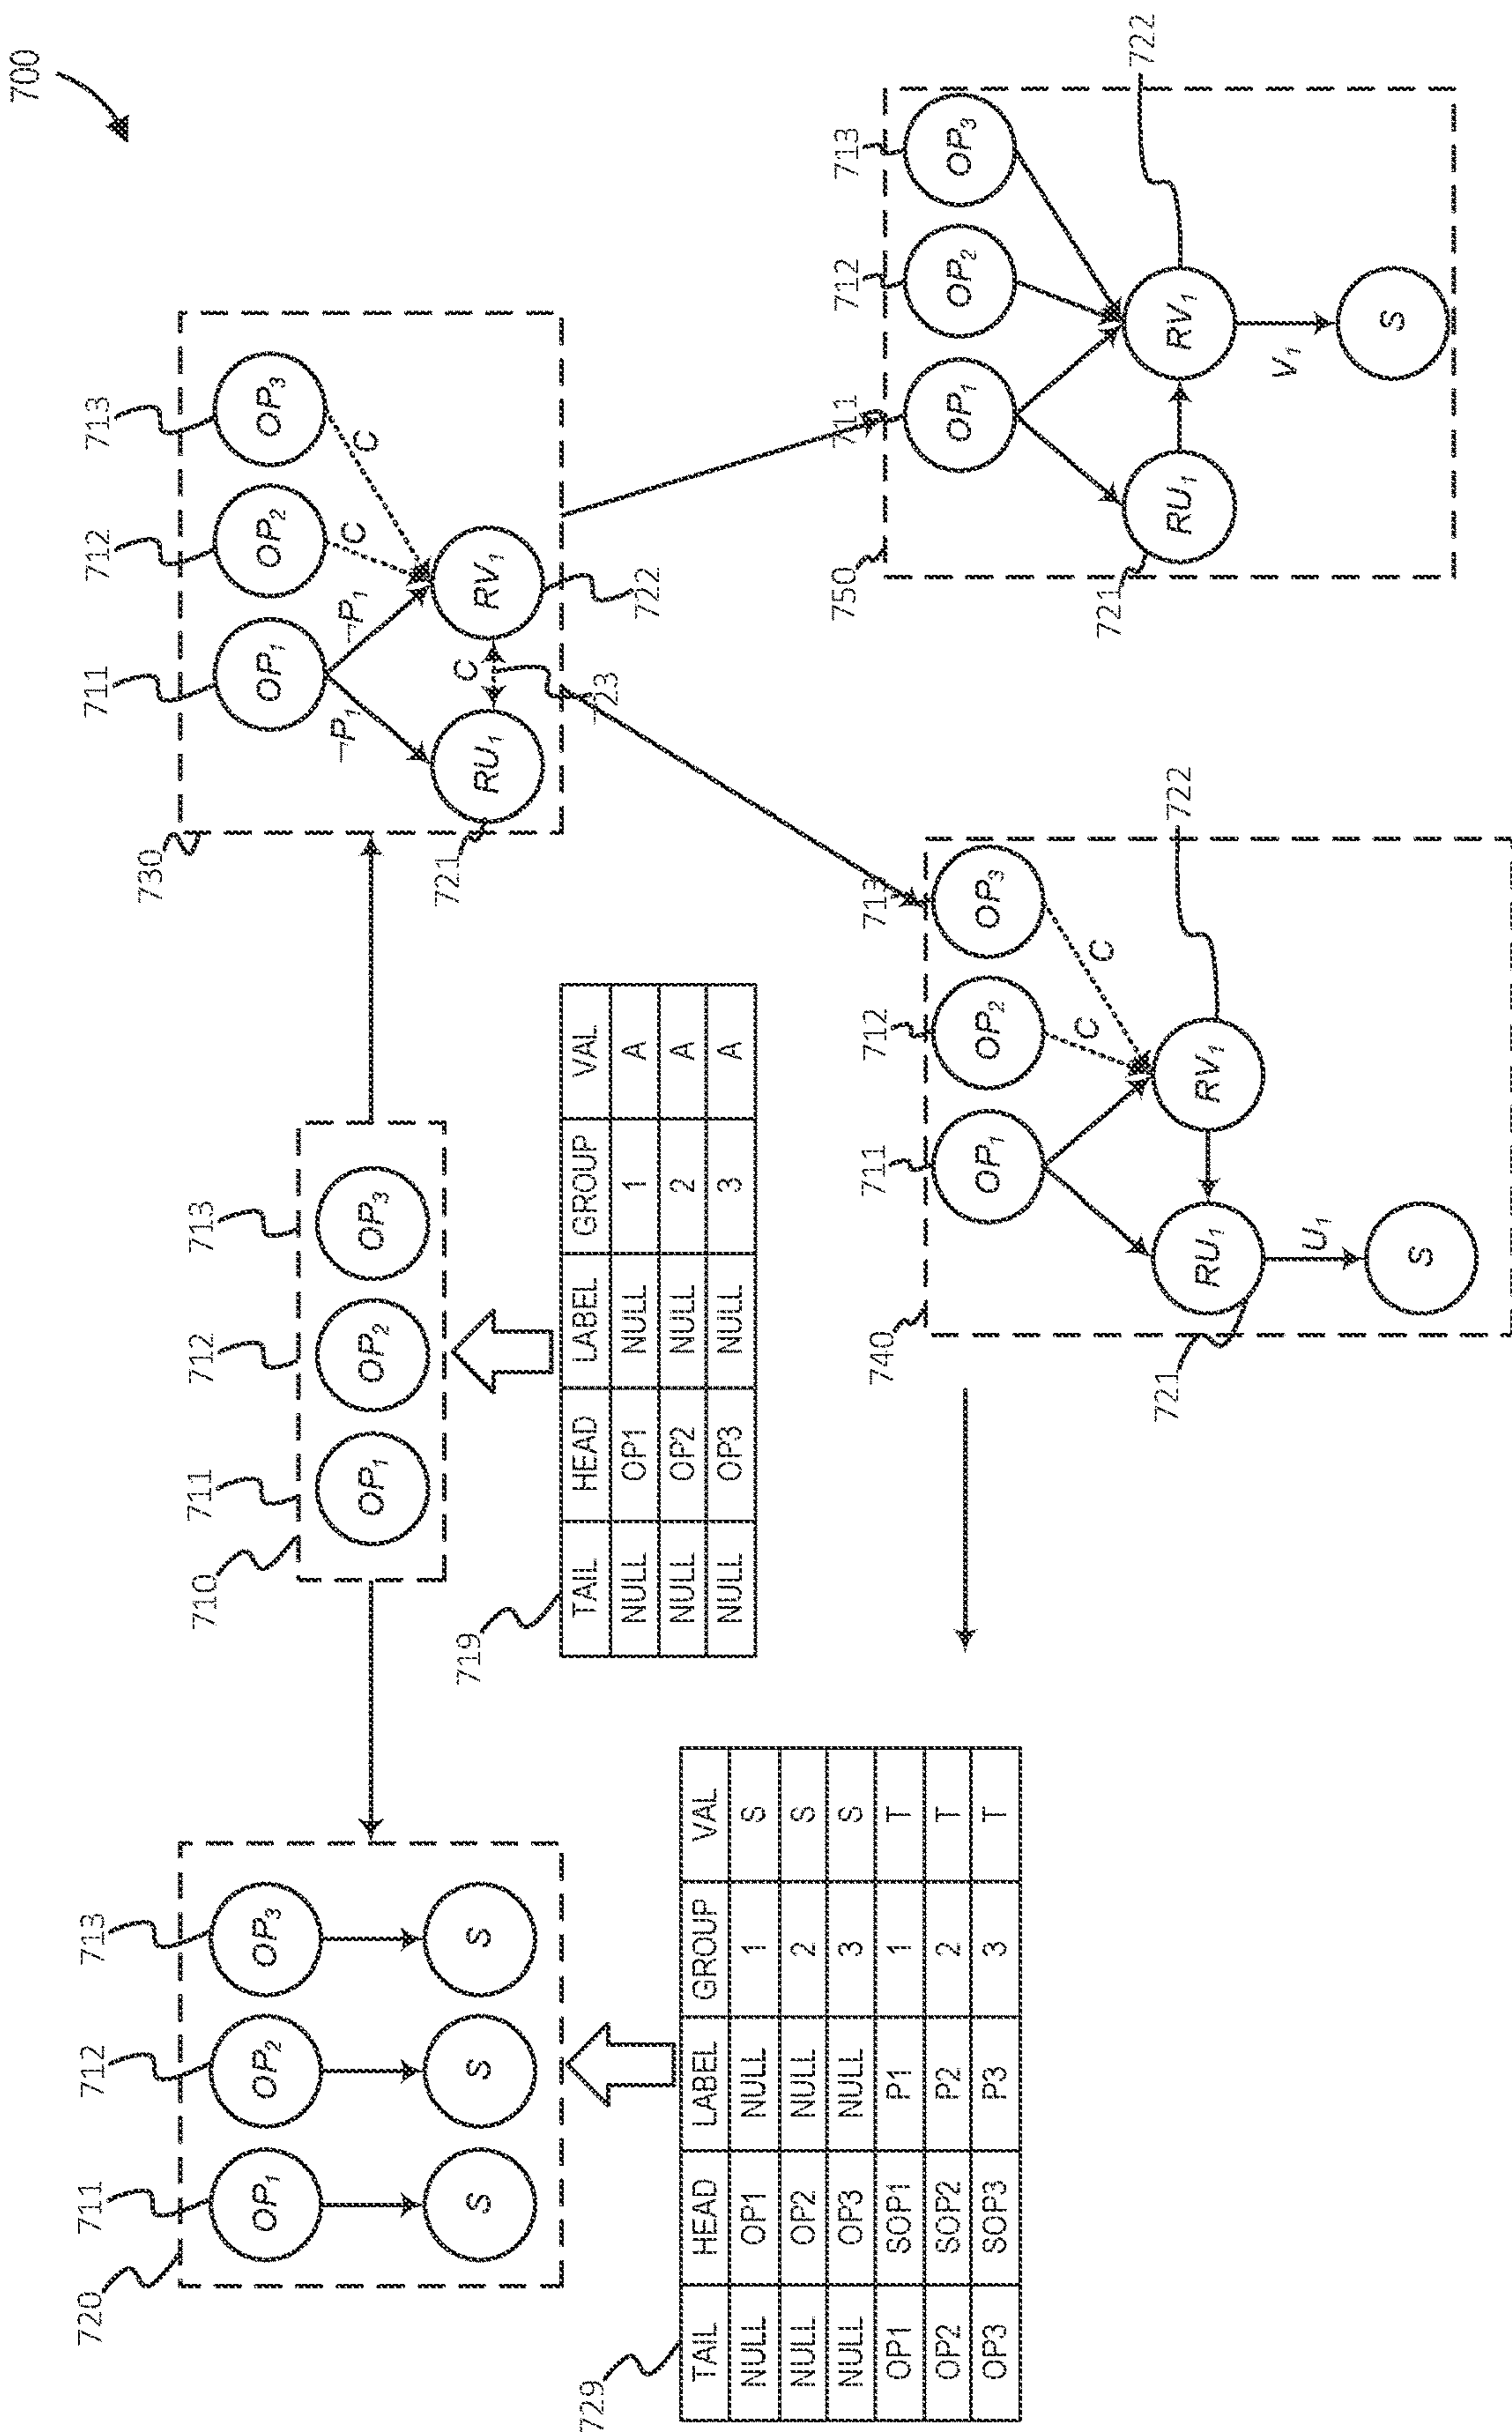 700
720
711
712
713
OP1
OP2
OP3
S
S
S
729
TAIL HEAD LABEL GROUP VAL
NULL OP1 NULL 1 S
NULL OP2 NULL 2 S
NULL OP3 NULL 3 S
OP1 SOP1 P1 1 T
OP2 SOP2 P2 2 T
OP3 SOP3 P3 3 T
710
711
712
713
OP1
OP2
OP3
719
TAIL HEAD LABEL GROUP VAL
NULL OP1 NULL 1 A
NULL OP2 NULL 2 A
NULL OP3 NULL 3 A
730
711
712
713
OP1
OP2
OP3
¬P1
¬P1
C
C
C
RU1
RV1
721
722
723
740
711
712
713
OP1
OP2
OP3
C
C
RU1
RV1
721
722
U1
S
750
711
712
713
OP1
OP2
OP3
RU1
RV1
721
722
V1
S